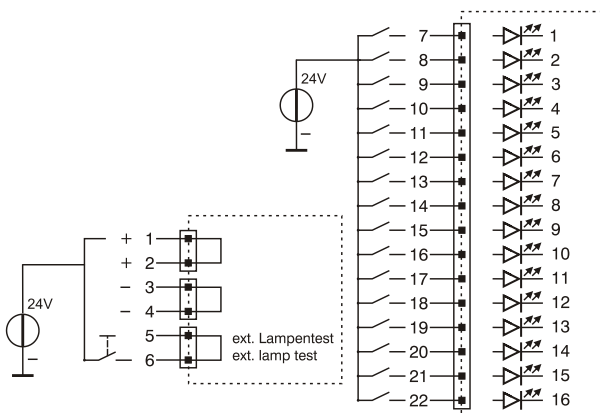 7 1
24V 8 2
9 3
10 4
– 11 5
12 6
13 7
14 8
15 9
+ 1 16 10
+ 2 17 11
– 3 18 12
24V – 4 19 13
5 ext. Lampentest 20 14
– 6 ext. lamp test 21 15
22 16